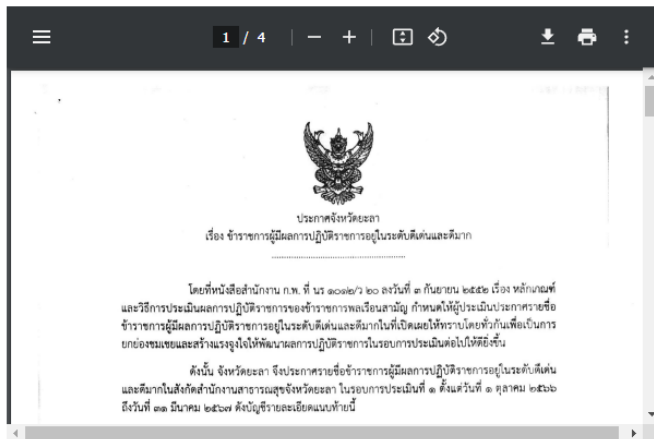 1 / 4
ประกาศจังหวัดยะลา
เรื่อง ข้าราชการผู้มีผลการปฏิบัติราชการอยู่ในระดับดีเด่นและดีมาก
โดยที่หนังสือสำนักงาน ก.พ. ที่ นร ๑๐๑๒/ว ๒๐ ลงวันที่ ๓ กันยายน ๒๕๕๒ เรื่อง หลักเกณฑ์
และวิธีการประเมินผลการปฏิบัติราชการของข้าราชการพลเรือนสามัญ กำหนดให้ผู้ประเมินประกาศรายชื่อ
ข้าราชการผู้มีผลการปฏิบัติราชการอยู่ในระดับดีเด่นและดีมากในที่เปิดเผยให้ทราบโดยทั่วกันเพื่อเป็นการ
ยกย่องชมเชยและสร้างแรงจูงใจให้พัฒนาผลการปฏิบัติราชการในรอบการประเมินต่อไปให้ดียิ่งขึ้น
ดังนั้น จังหวัดยะลา จึงประกาศรายชื่อข้าราชการผู้มีผลการปฏิบัติราชการอยู่ในระดับดีเด่น
และดีมากในสังกัดสำนักงานสาธารณสุขจังหวัดยะลา ในรอบการประเมินที่ ๑ ตั้งแต่วันที่ ๑ ตุลาคม ๒๕๖๖
ถึงวันที่ ๓๑ มีนาคม ๒๕๖๗ ดังบัญชีรายละเอียดแนบท้ายนี้